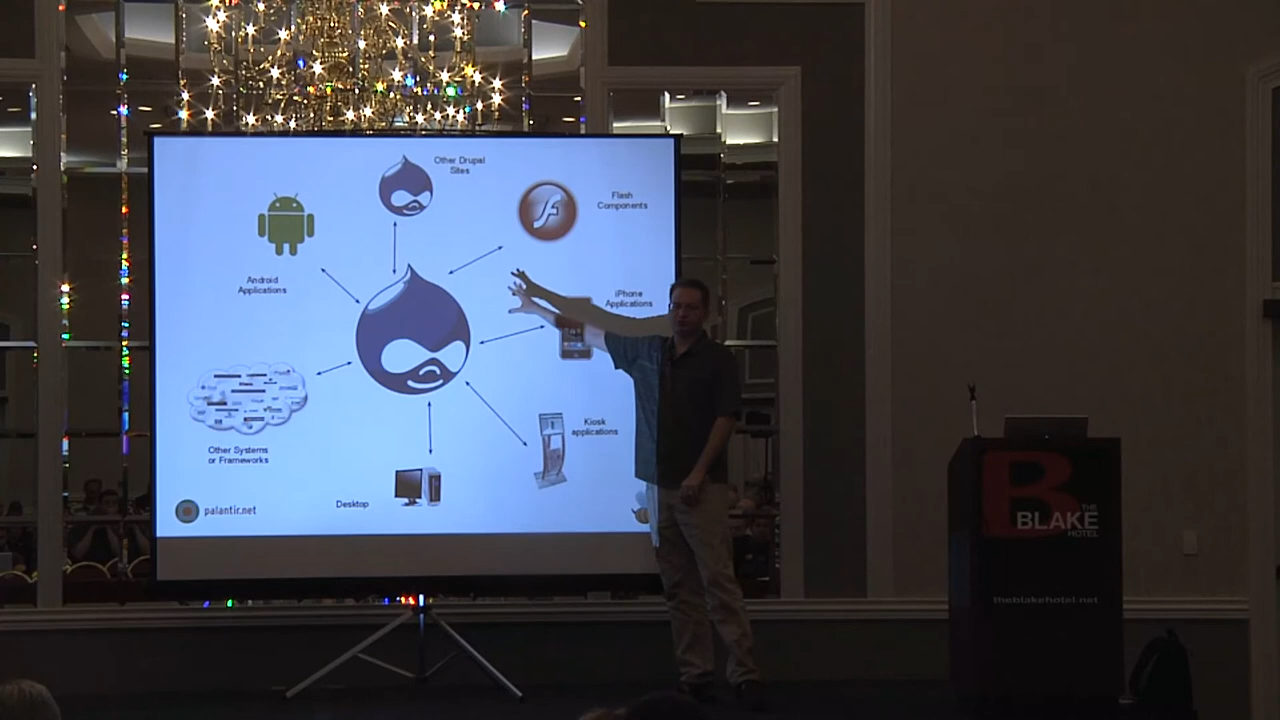 Other Drupal
Sites
Flash
Components
Android
Applications
iPhone
Applications
Kiosk
applications
Other Systems
or Frameworks
Desktop
palantir.net
B
THE
BLAKE
HOTEL
theblakehotel.net